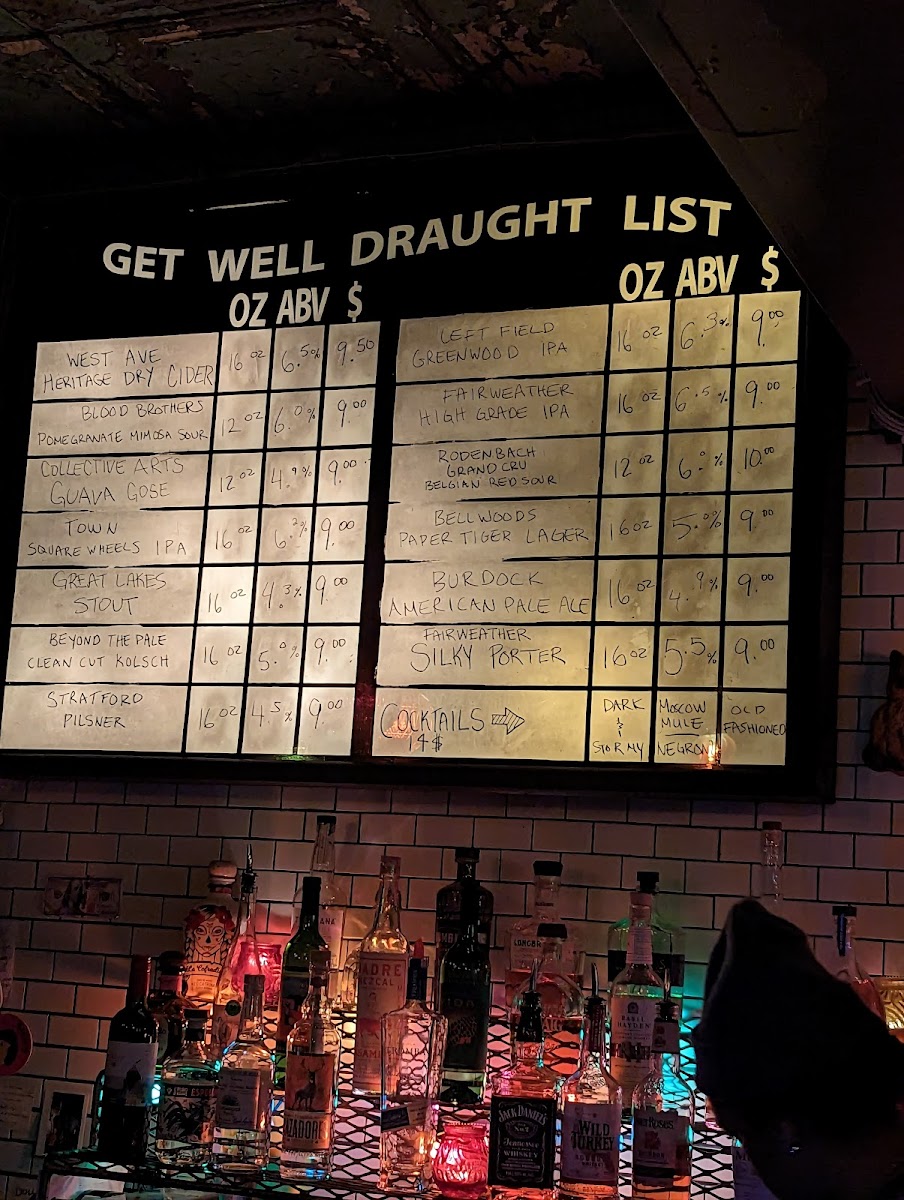 GET WELL DRAUGHT LIST
OZ ABV $
WEST AVE
HERITAGE DRY CIDER 16 OZ 6.5% 9.50
BLOOD BROTHERS
POMEGRANATE MIMOSA SOUR 12 OZ 6.0% 9.00
COLLECTIVE ARTS
GUAVA GOSE 12 OZ 4.9% 9.00
TOWN
SQUARE WHEELS IPA 16 OZ 6.2% 9.00
GREAT LAKES
STOUT 16 OZ 4.3% 9.00
BEYOND THE PALE
CLEAN CUT KOLSCH 16 OZ 5.0% 9.00
STRATFORD
PILSNER 16 OZ 4.5% 9.00
OZ ABV $
LEFT FIELD
GREENWOOD IPA 16 OZ 6.3% 9.00
FAIRWEATHER
HIGH GRADE IPA 16 OZ 6.5% 9.00
RODENBACH
GRAND CRU
BELGIAN RED SOUR 12 OZ 6.0% 10.00
BELLWOODS
PAPER TIGER LAGER 16 OZ 5.0% 9.00
BURDOCK
AMERICAN PALE ALE 16 OZ 4.9% 9.00
FAIRWEATHER
SILKY PORTER 16 OZ 5.5% 9.00
COCKTAILS
14$
DARK
&
STORMY
MOSCOW
MULE
NEGRONI
OLD
FASHIONED
MADRE
MEZCAL
JACK DANIEL'S
Tennessee
WHISKEY
WILD
TURKEY
BASIL
HAYDEN